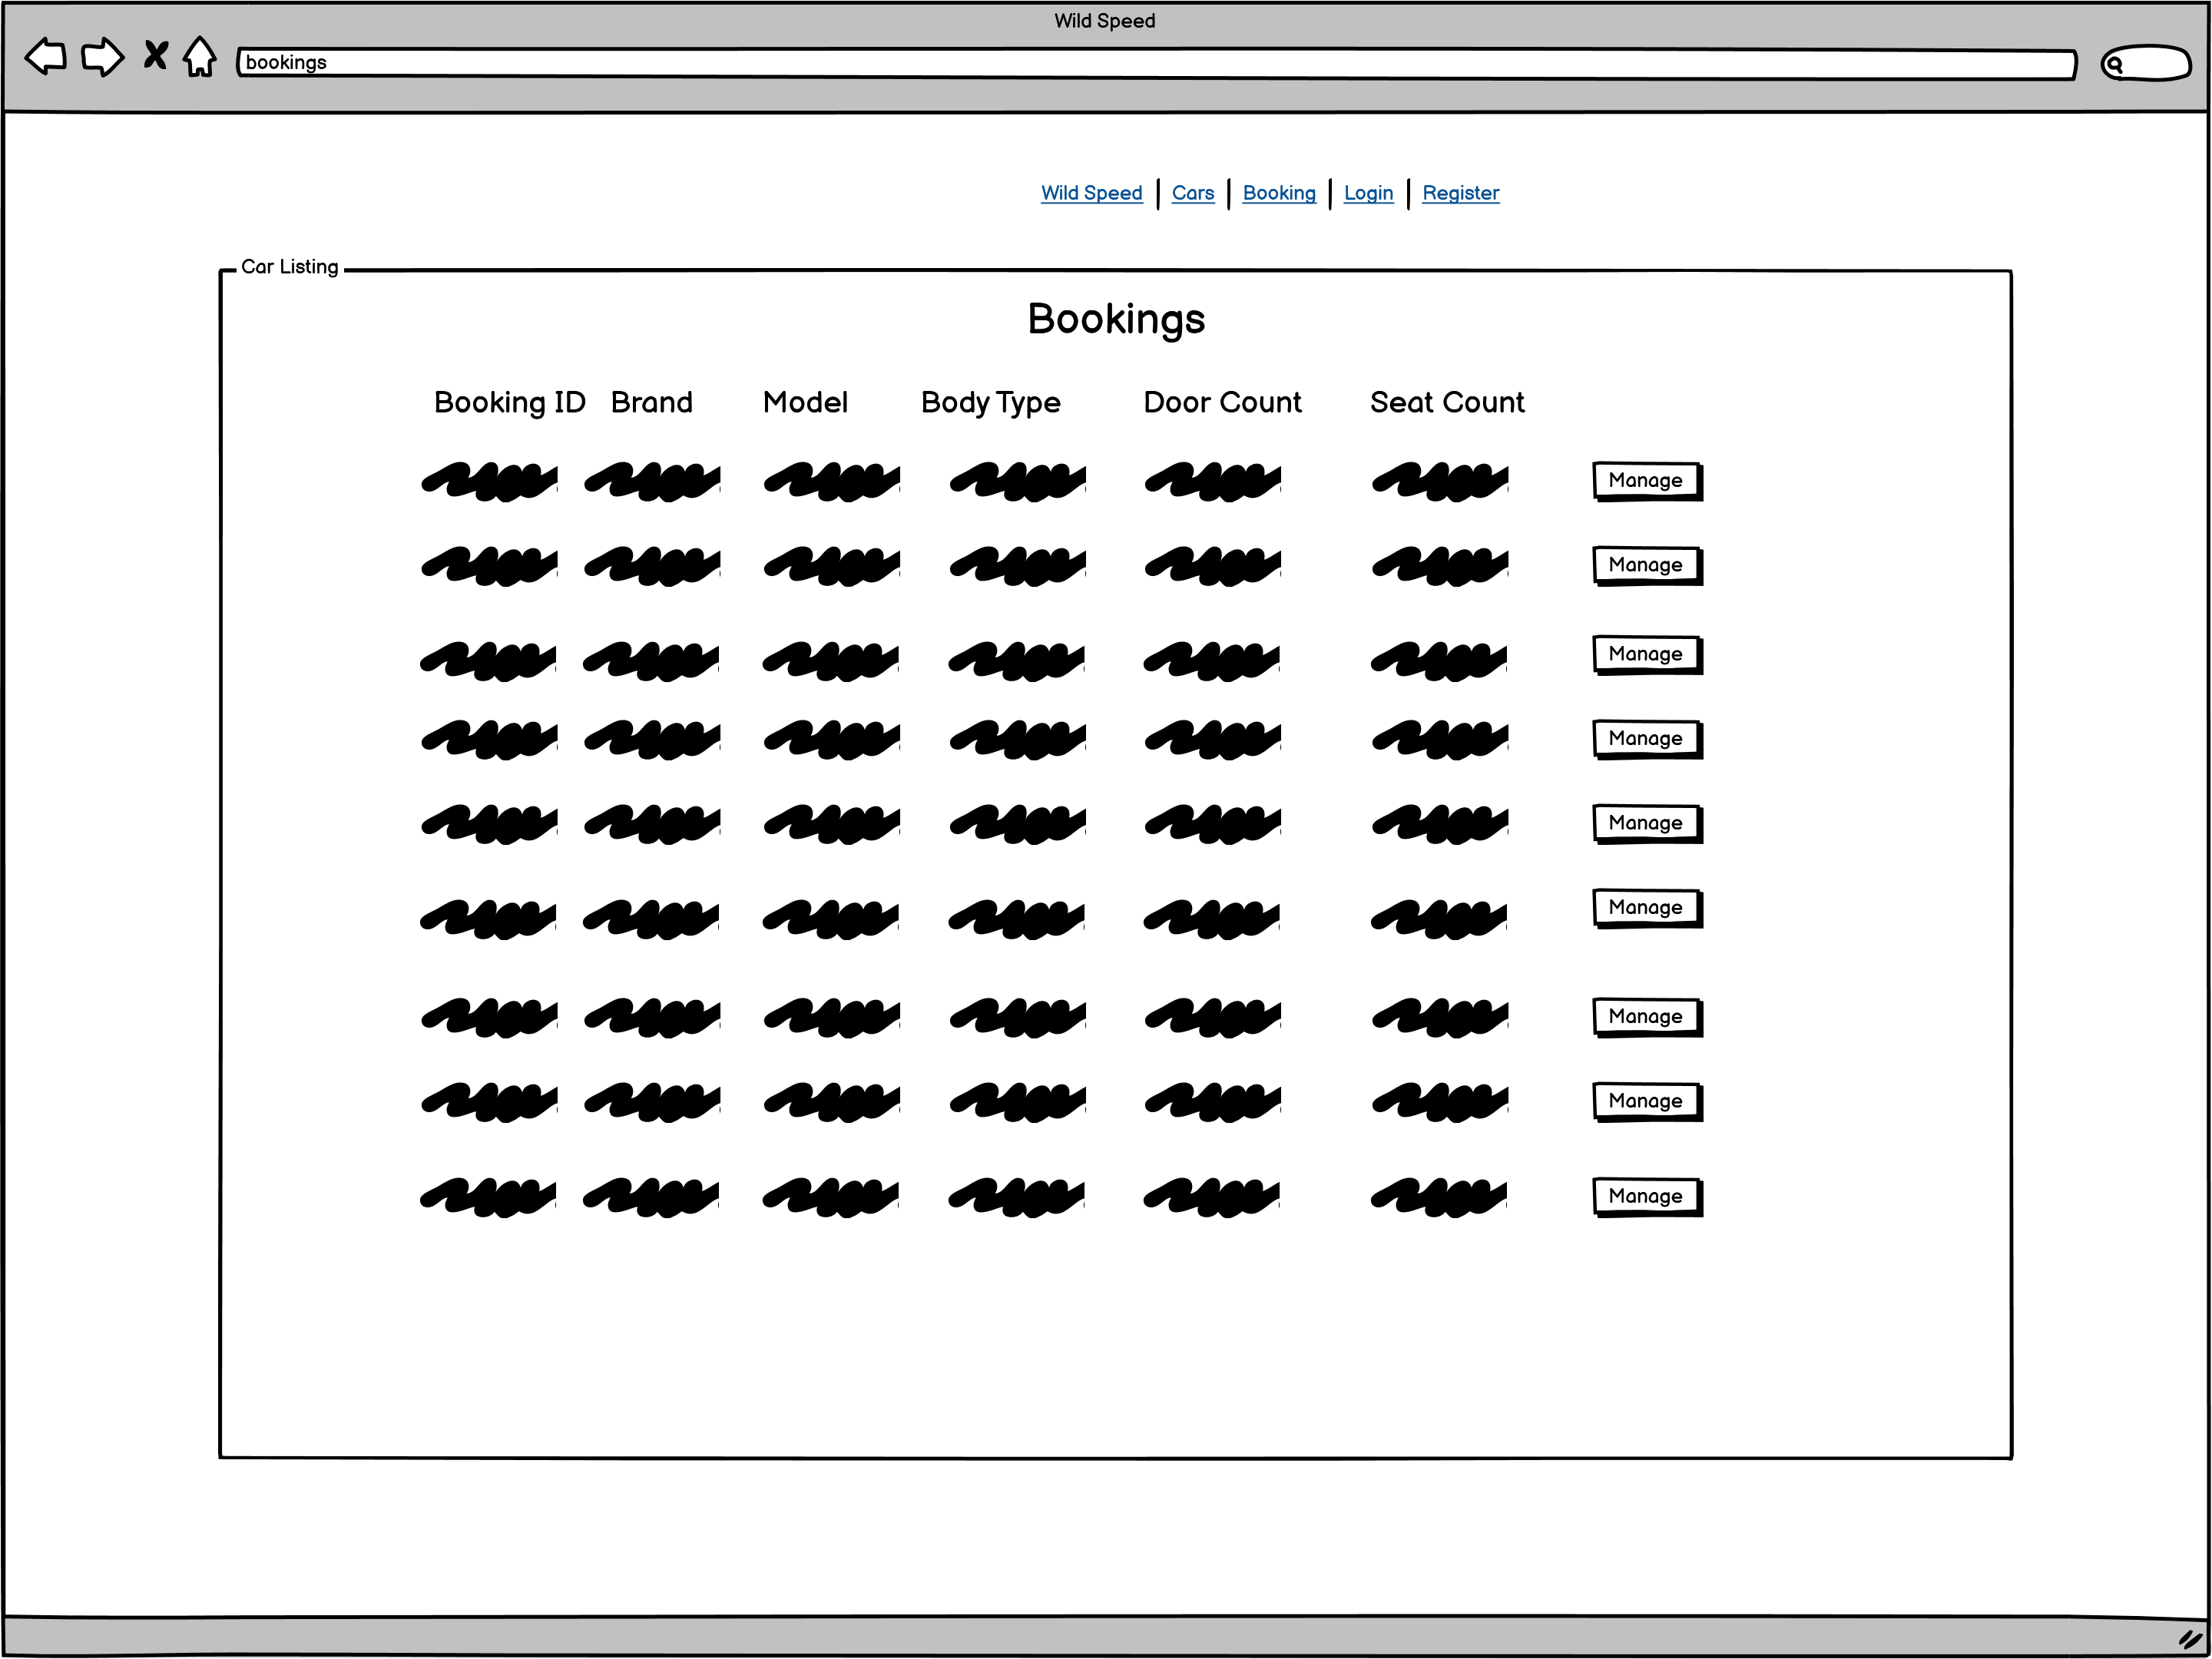 Wild Speed
bookings
Wild Speed Cars Booking Login Register
Car Listing
Bookings
Booking ID Brand Model Body Type Door Count Seat Count
Manage
Manage
Manage
Manage
Manage
Manage
Manage
Manage
Manage